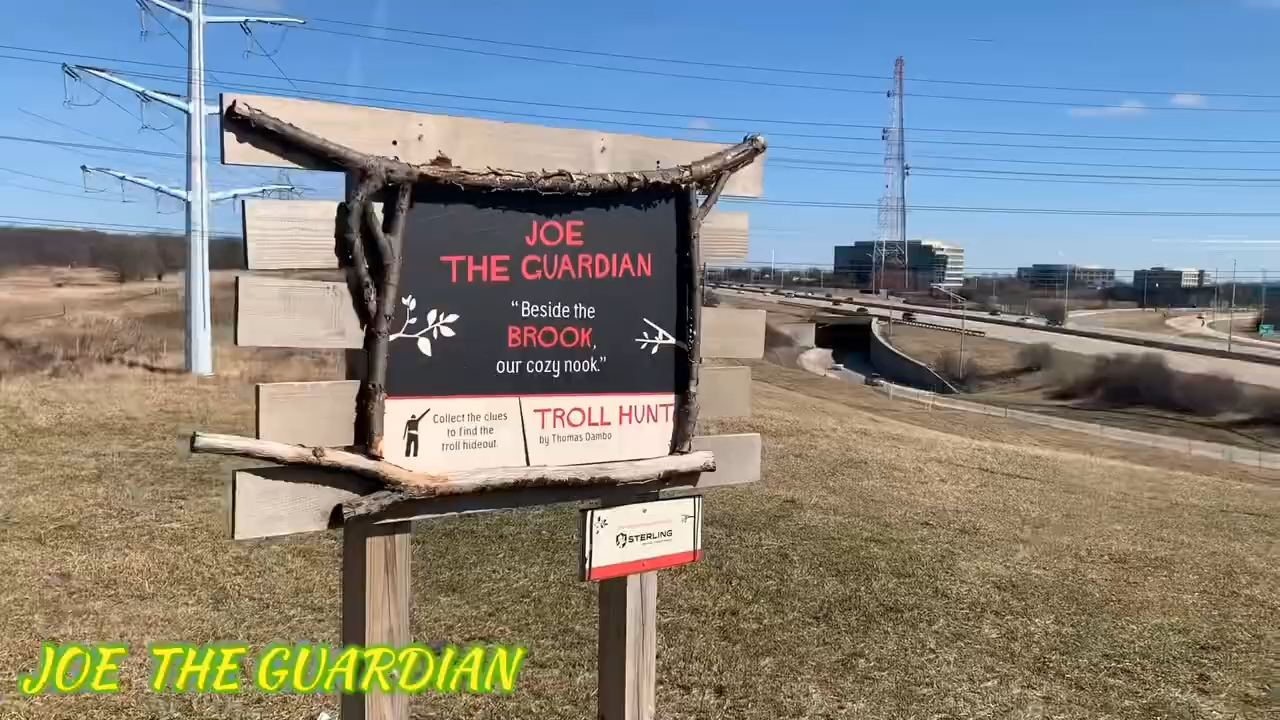 JOE
THE GUARDIAN
“Beside the
BROOK,
our cozy nook.”
Collect the clues
to find the
troll hideout.
TROLL HUNT
by Thomas Dambo
STERLING
JOE THE GUARDIAN